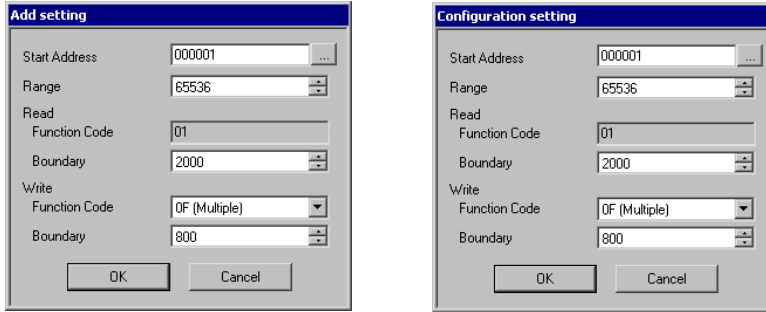 Add setting
Start Address 000001 ...
Range 65536
Read
Function Code 01
Boundary 2000
Write
Function Code 0F (Multiple)
Boundary 800
OK Cancel
Configuration setting
Start Address 000001 ...
Range 65536
Read
Function Code 01
Boundary 2000
Write
Function Code 0F (Multiple)
Boundary 800
OK Cancel